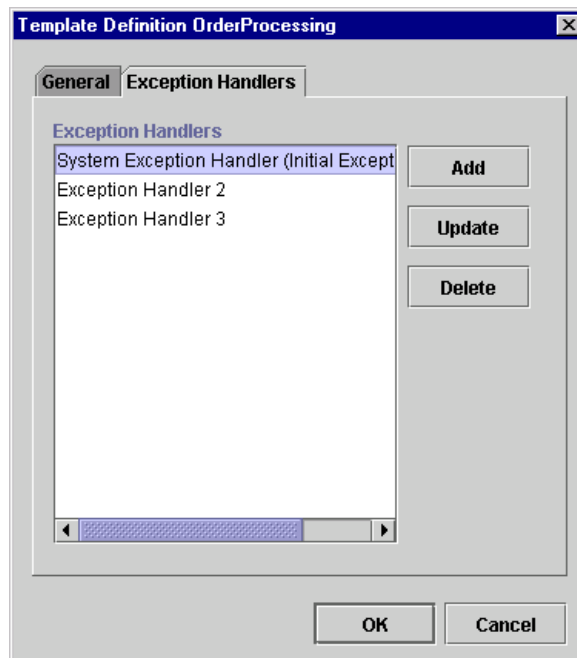 Template Definition OrderProcessing
General Exception Handlers
Exception Handlers
System Exception Handler (Initial Except
Exception Handler 2
Exception Handler 3
Add
Update
Delete
OK Cancel